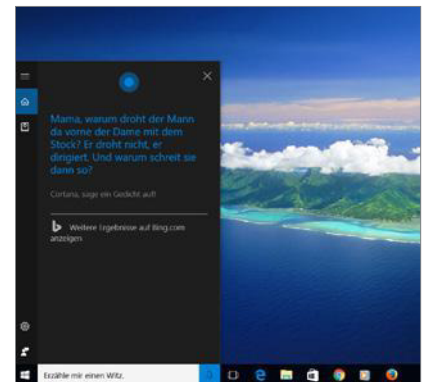 Mama, warum droht der Mann
da vorne der Dame mit dem
Stock? Er droht nicht, er
dirigiert. Und warum schreit sie
dann so?
Cortana, sage ein Gedicht auf!
Weitere Ergebnisse auf Bing.com
anzeigen
Erzähle mir einen Witz.